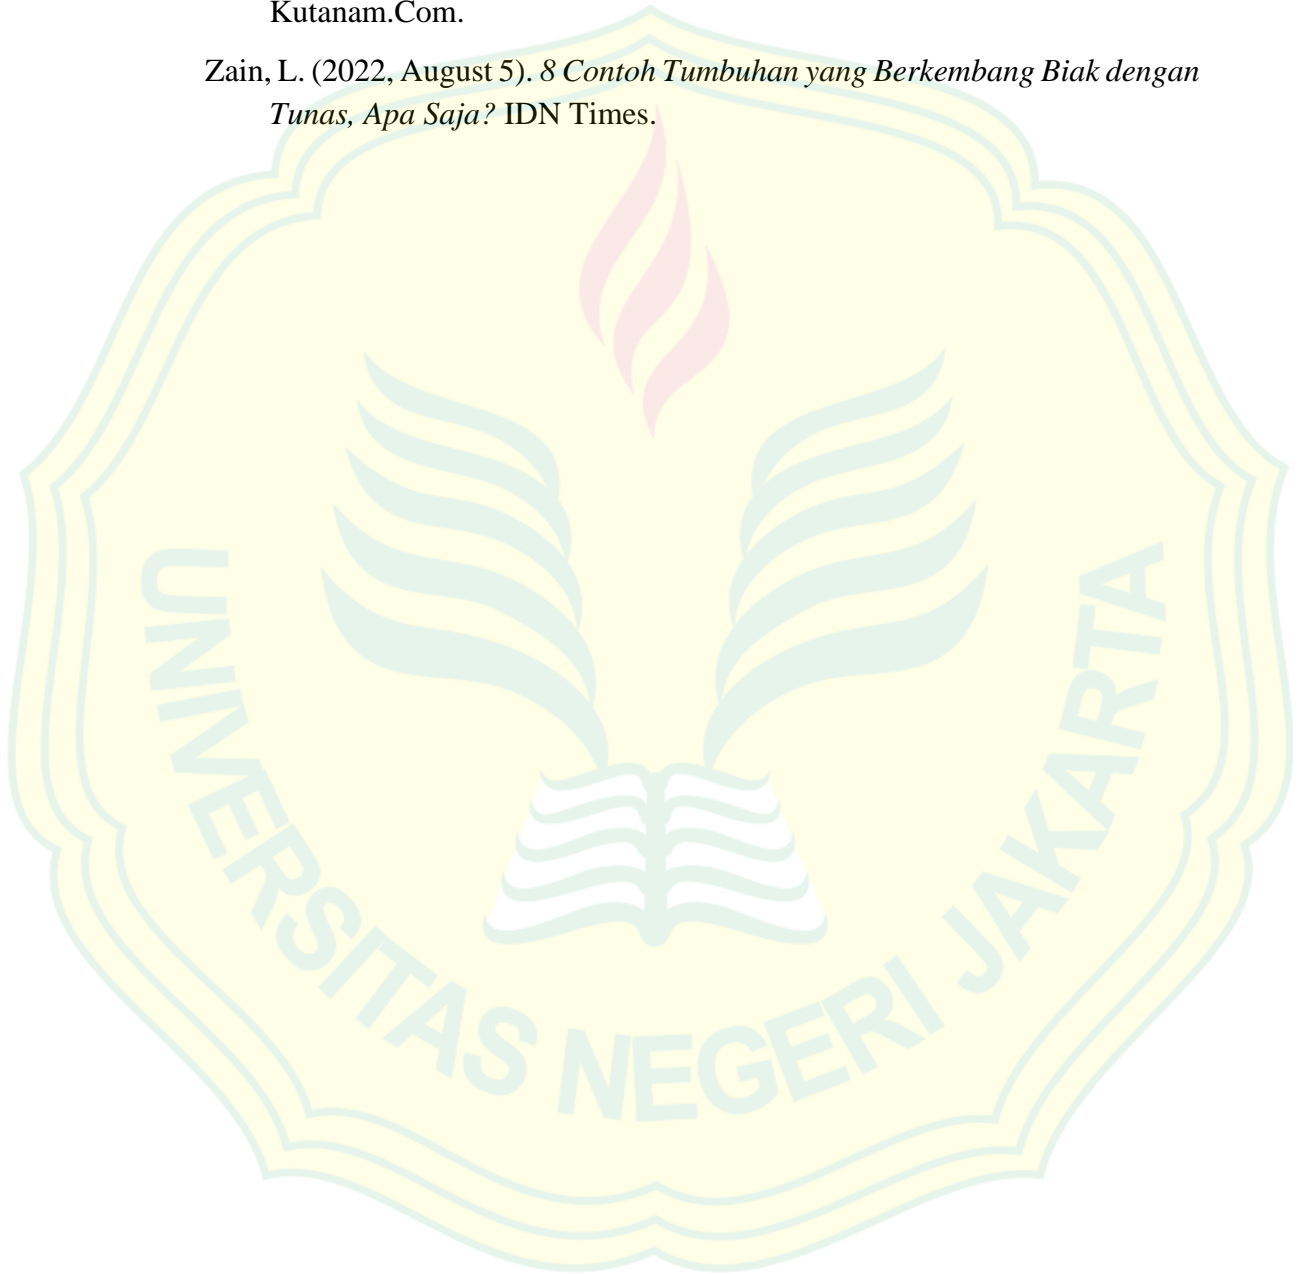 Kutanam.Com.
Zain, L. (2022, August 5). 8 Contoh Tumbuhan yang Berkembang Biak dengan
Tunas, Apa Saja? IDN Times.
UNIVERSITAS NEGERI JAKARTA